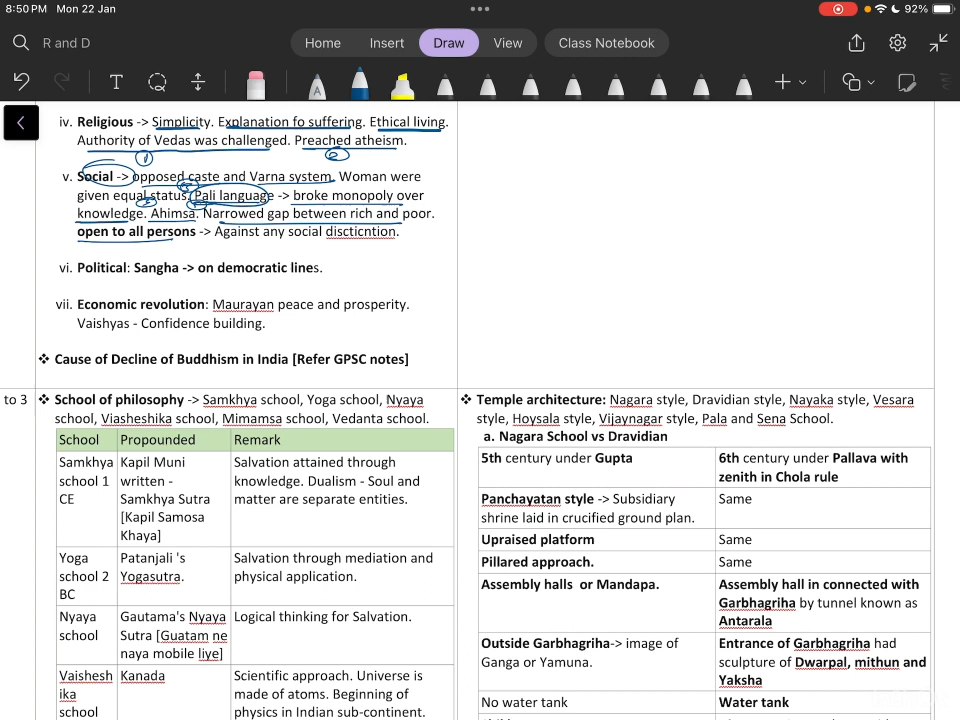 8:50 PM Mon 22 Jan
92%
R and D
Home Insert Draw View Class Notebook
iv. Religious -> Simplicity. Explanation fo suffering. Ethical living.
Authority of Vedas was challenged. Preached atheism.
v. Social -> opposed caste and Varna system. Woman were
given equal status. Pali language -> broke monopoly over
knowledge. Ahimsa. Narrowed gap between rich and poor.
open to all persons -> Against any social disctictntion.
vi. Political: Sangha -> on democratic lines.
vii. Economic revolution: Maurayan peace and prosperity.
Vaishyas - Confidence building.
❖ Cause of Decline of Buddhism in India [Refer GPSC notes]
to 3
❖ School of philosophy -> Samkhya school, Yoga school, Nyaya
school, Viasheshika school, Mimamsa school, Vedanta school.
School Propounded Remark
Samkhya school 1 CE
Kapil Muni written - Samkhya Sutra [Kapil Samosa Khaya]
Salvation attained through knowledge. Dualism - Soul and matter are separate entities.
Yoga school 2 BC
Patanjali 's Yogasutra.
Salvation through mediation and physical application.
Nyaya school
Gautama's Nyaya Sutra [Guatam ne naya mobile liye]
Logical thinking for Salvation.
Vaishesh ika school
Kanada
Scientific approach. Universe is made of atoms. Beginning of physics in Indian sub-continent.
❖ Temple architecture: Nagara style, Dravidian style, Nayaka style, Vesara
style, Hoysala style, Vijaynagar style, Pala and Sena School.
a. Nagara School vs Dravidian
5th century under Gupta
6th century under Pallava with zenith in Chola rule
Panchayatan style -> Subsidiary shrine laid in crucified ground plan.
Same
Upraised platform
Same
Pillared approach.
Same
Assembly halls or Mandapa.
Assembly hall in connected with Garbhagriha by tunnel known as Antarala
Outside Garbhagriha-> image of Ganga or Yamuna.
Entrance of Garbhagriha had sculpture of Dwarpal, mithun and Yaksha
No water tank
Water tank